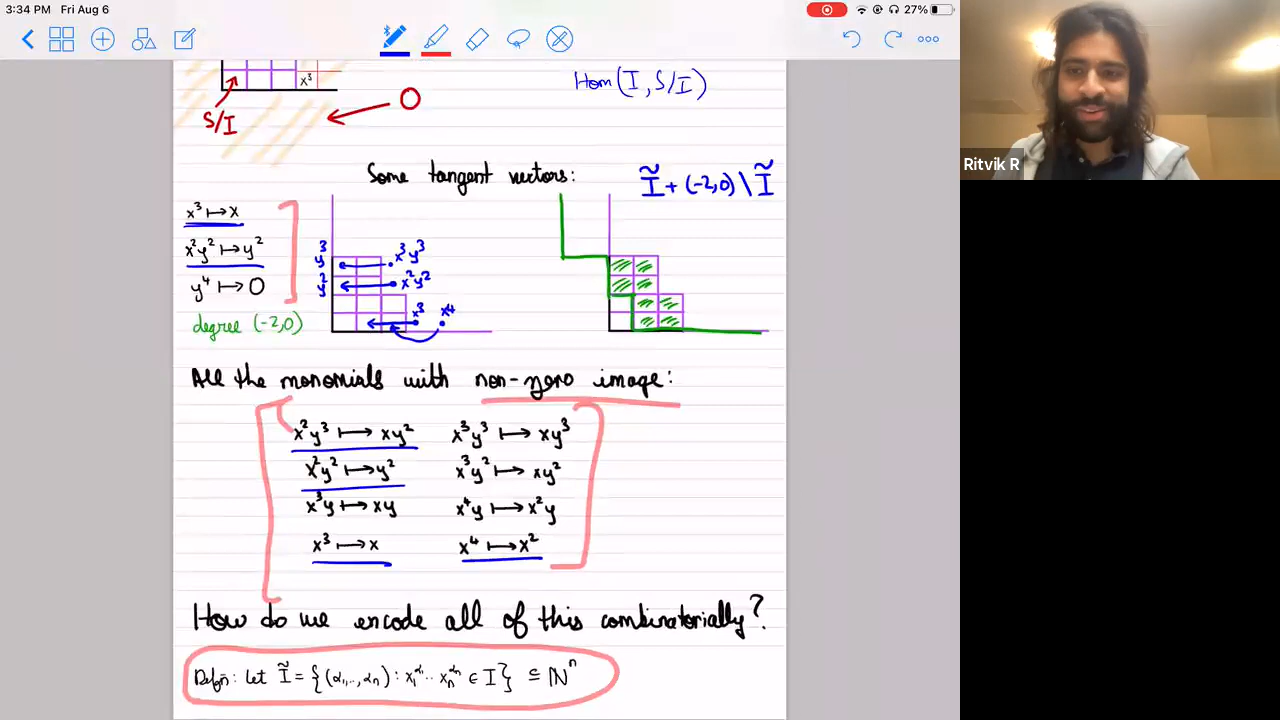 3:34 PM Fri Aug 6
27%
x³
Hom(I, S/I)
O
S/I
Some tangent vectors:
Ĩ + (-2,0) \ Ĩ
x³ ↦ x
x²y² ↦ y²
y⁴ ↦ O
degree (-2,0)
y³
x³y³
y²
x²y²
x³
x⁴
All the monomials with non-zero image:
x²y³ ↦ xy² x³y³ ↦ xy³
x²y² ↦ y² x³y² ↦ xy²
x³y ↦ xy x⁴y ↦ x²y
x³ ↦ x x⁴ ↦ x²
How do we encode all of this combinatorially?
Defn: Let Ĩ = {(α₁,..,αₙ) : x₁^α₁ ... xₙ^αₙ ∈ I} ⊆ ℕⁿ
Ritvik R